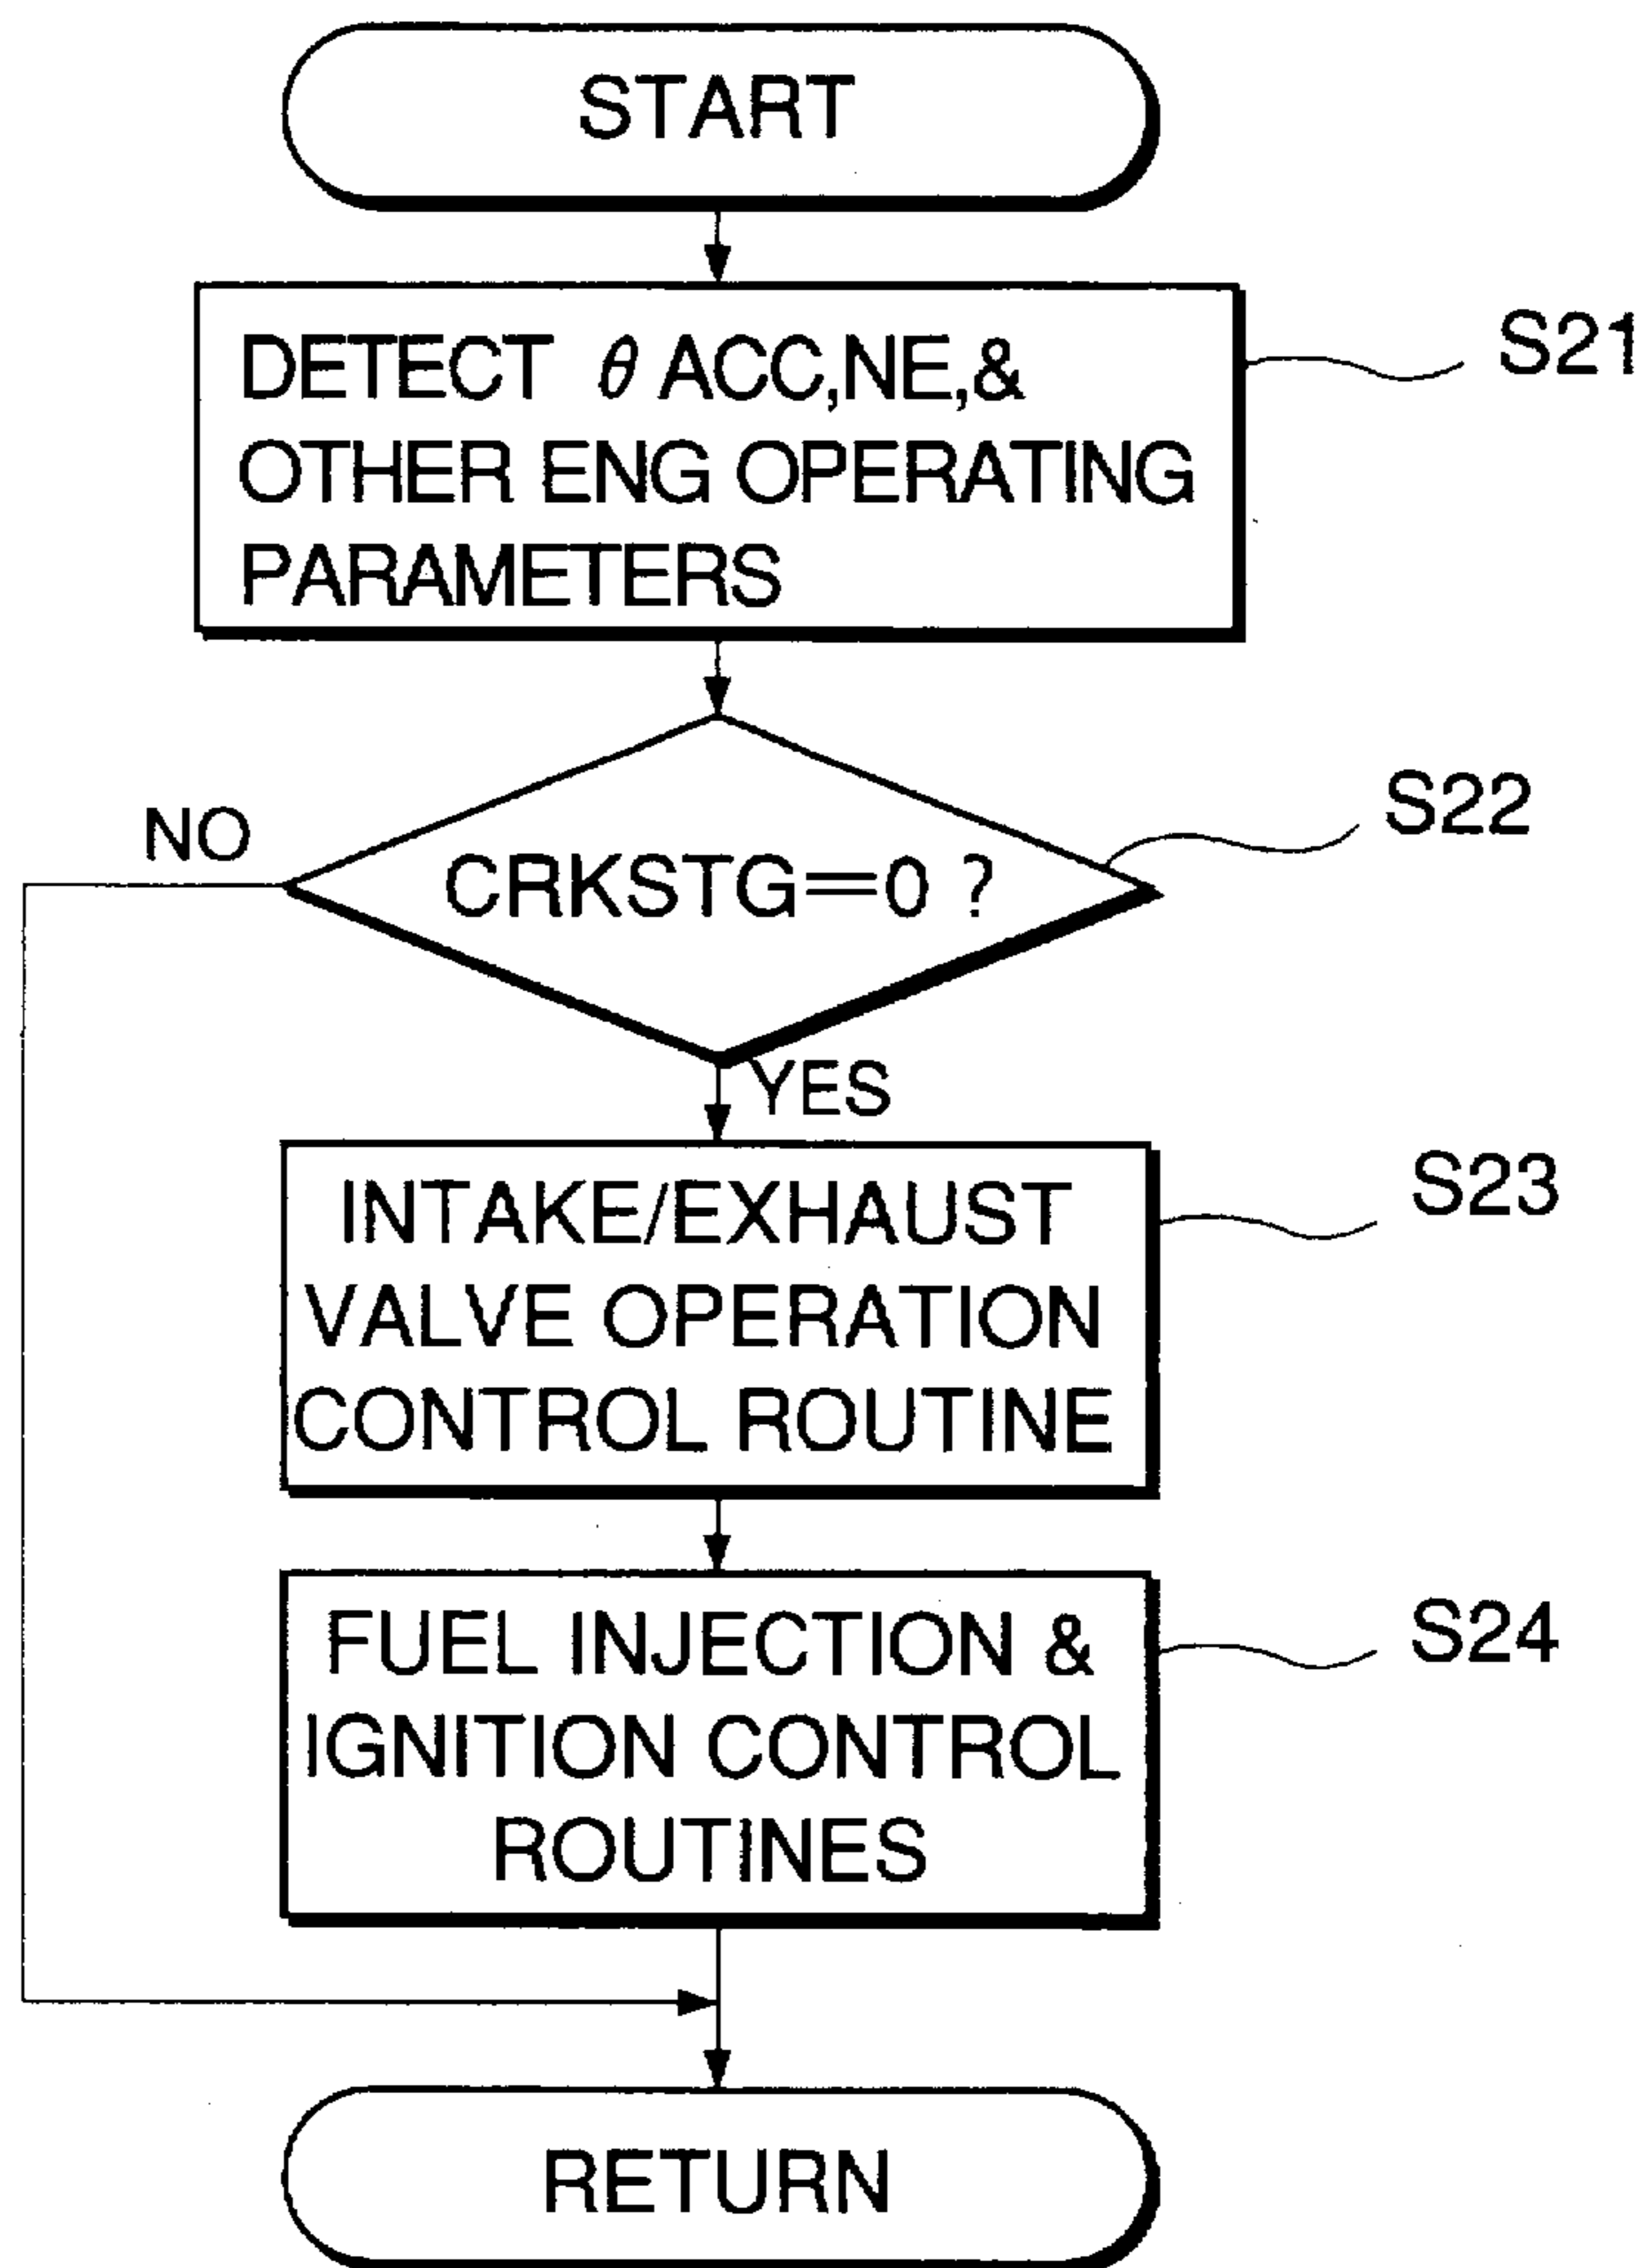 START
DETECT θ ACC,NE,&
OTHER ENG OPERATING
PARAMETERS
S21
NO
CRKSTG=0 ?
S22
YES
INTAKE/EXHAUST
VALVE OPERATION
CONTROL ROUTINE
S23
FUEL INJECTION &
IGNITION CONTROL
ROUTINES
S24
RETURN